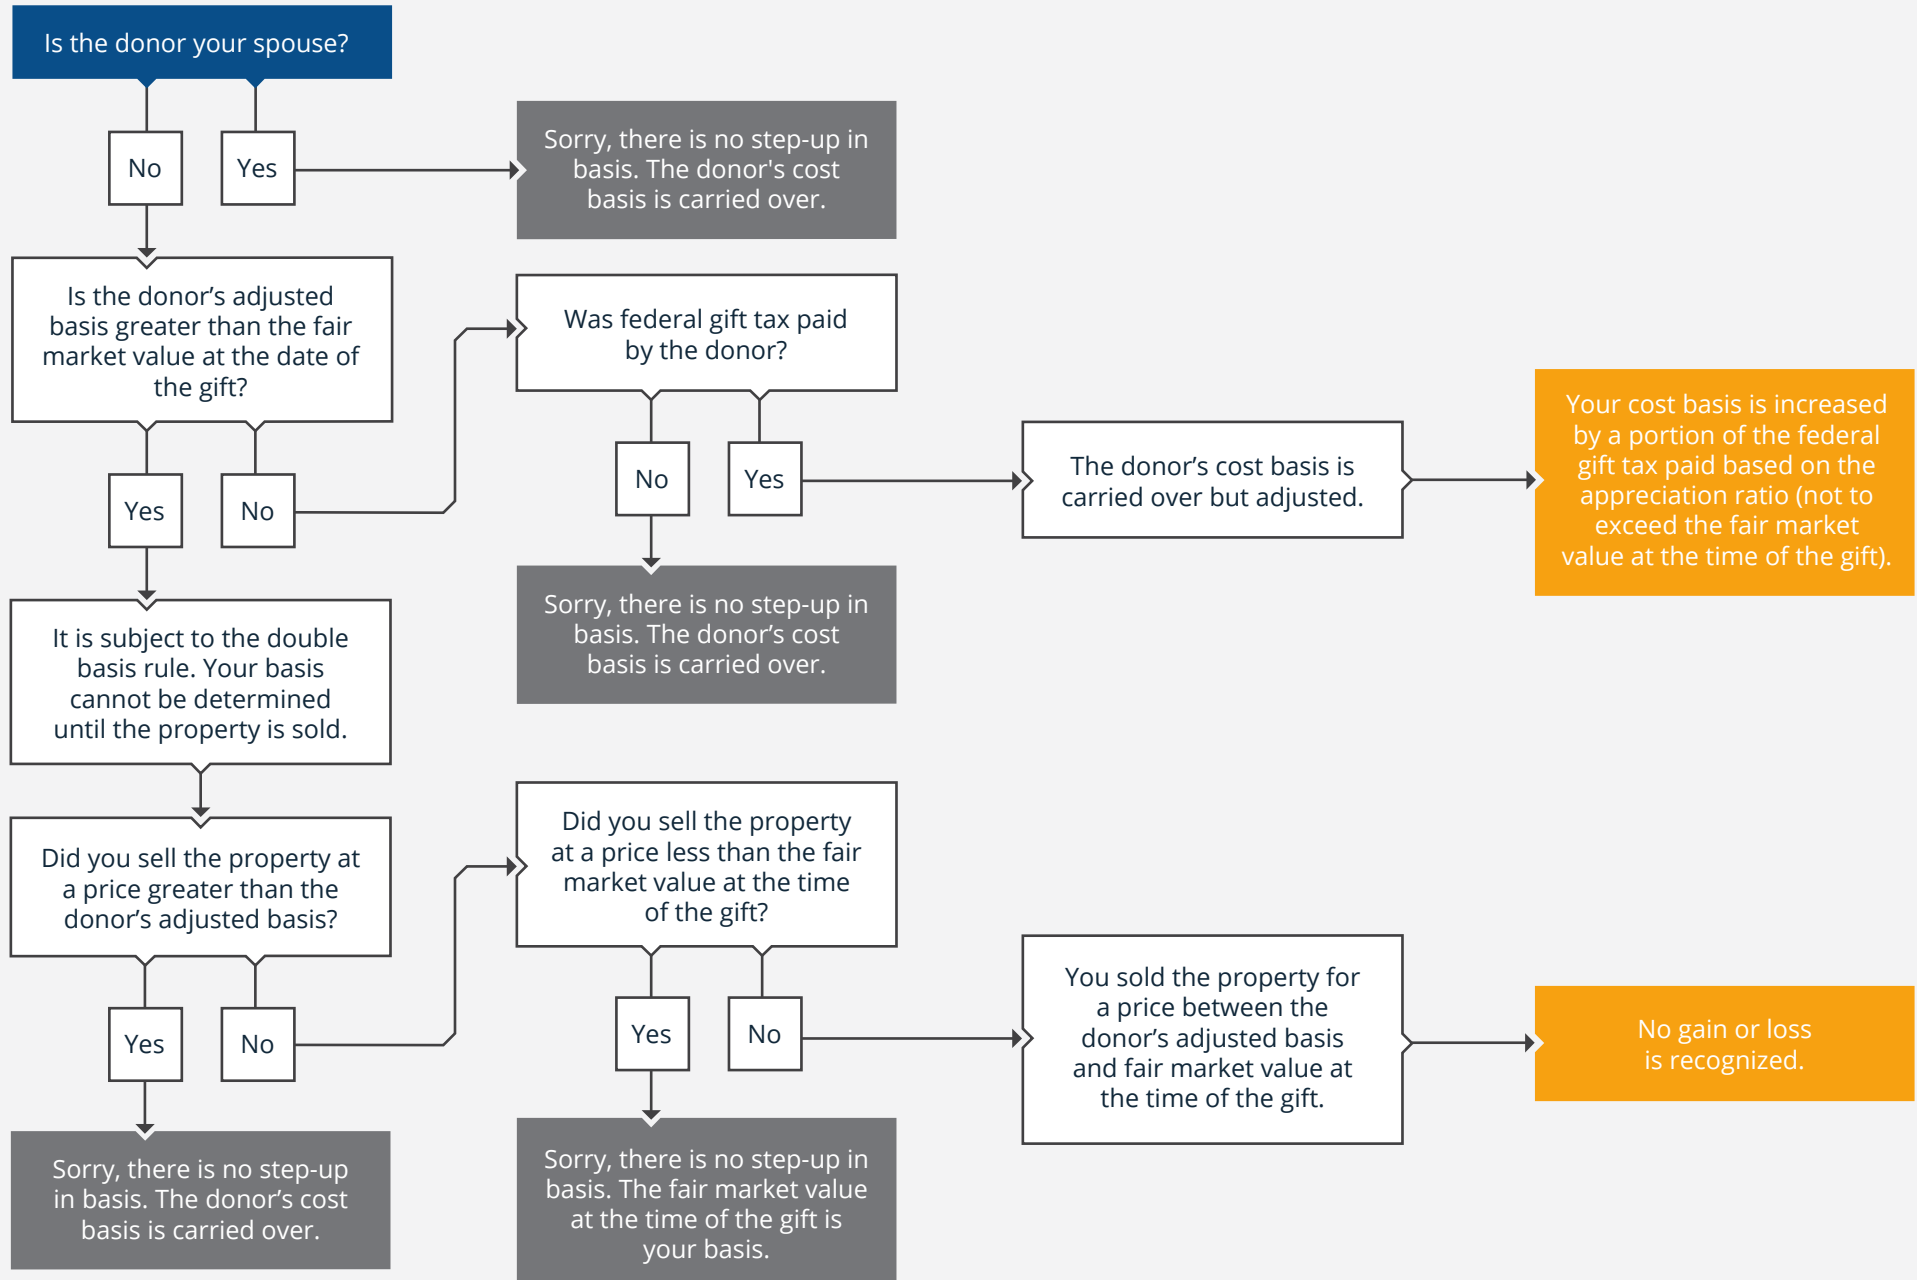 Is the donor your spouse?
No
Yes
Sorry, there is no step-up in
basis. The donor's cost
basis is carried over.
Is the donor’s adjusted
basis greater than the fair
market value at the date of
the gift?
Yes
No
Was federal gift tax paid
by the donor?
No
Yes
The donor’s cost basis is
carried over but adjusted.
Your cost basis is increased
by a portion of the federal
gift tax paid based on the
appreciation ratio (not to
exceed the fair market
value at the time of the gift).
Sorry, there is no step-up in
basis. The donor’s cost
basis is carried over.
It is subject to the double
basis rule. Your basis
cannot be determined
until the property is sold.
Did you sell the property at
a price greater than the
donor’s adjusted basis?
Yes
No
Did you sell the property
at a price less than the fair
market value at the time
of the gift?
Yes
No
You sold the property for
a price between the
donor’s adjusted basis
and fair market value at
the time of the gift.
No gain or loss
is recognized.
Sorry, there is no step-up
in basis. The donor’s cost
basis is carried over.
Sorry, there is no step-up in
basis. The fair market value
at the time of the gift is
your basis.